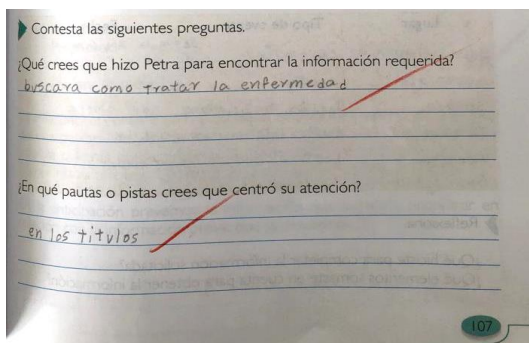 Contesta las siguientes preguntas.
¿Qué crees que hizo Petra para encontrar la información requerida?
buscara como tratar la enfermedad
¿En qué pautas o pistas crees que centró su atención?
en los titulos
107